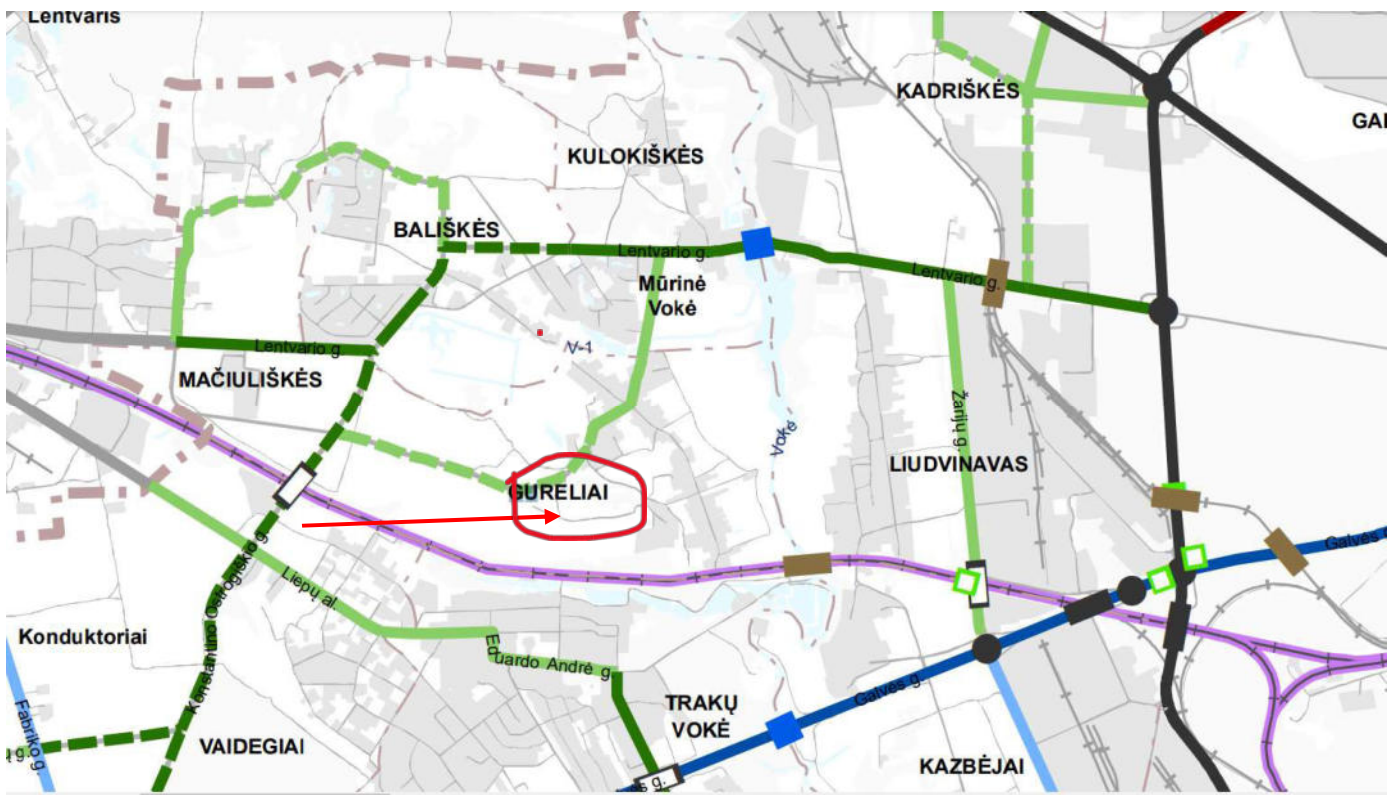 Lentvaris
KADRIŠKĖS
KULOKIŠKĖS
BALIŠKĖS
Lentvario g.
Lentvario g.
Mūrinė
Vokė
V-1
Lentvario g
MAČIULIŠKĖS
Žarijų g.
Vokė
LIUDVINAVAS
GURELIAI
Galvės g
Konstantino Ostrogiškio g.
Liepų al.
Konduktoriai
Eduardo Andrė g.
Galvės g.
TRAKŲ
VOKĖ
Fabriko g.
VAIDEGIAI
KAZBĖJAI